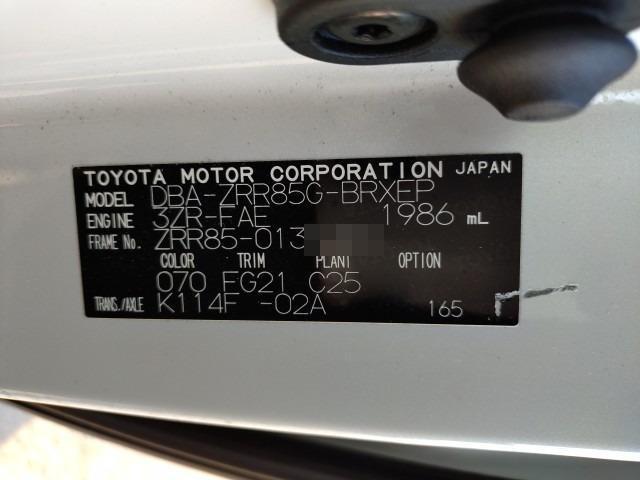 TOYOTA MOTOR CORPORATION JAPAN
MODEL DBA-ZRR85G-BRXEP
ENGINE 3ZR-FAE 1986 mL
FRAME No. ZRR85-013
COLOR TRIM PLANT OPTION
070 FG21 C25
TRANS./AXLE K114F -02A 165